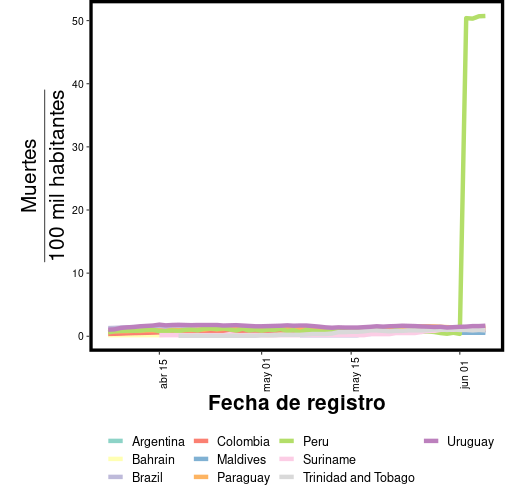 Muertes
100 mil habitantes
50
40
30
20
10
0
abr 15
may 01
may 15
jun 01
Fecha de registro
Argentina
Colombia
Peru
Uruguay
Bahrain
Maldives
Suriname
Brazil
Paraguay
Trinidad and Tobago